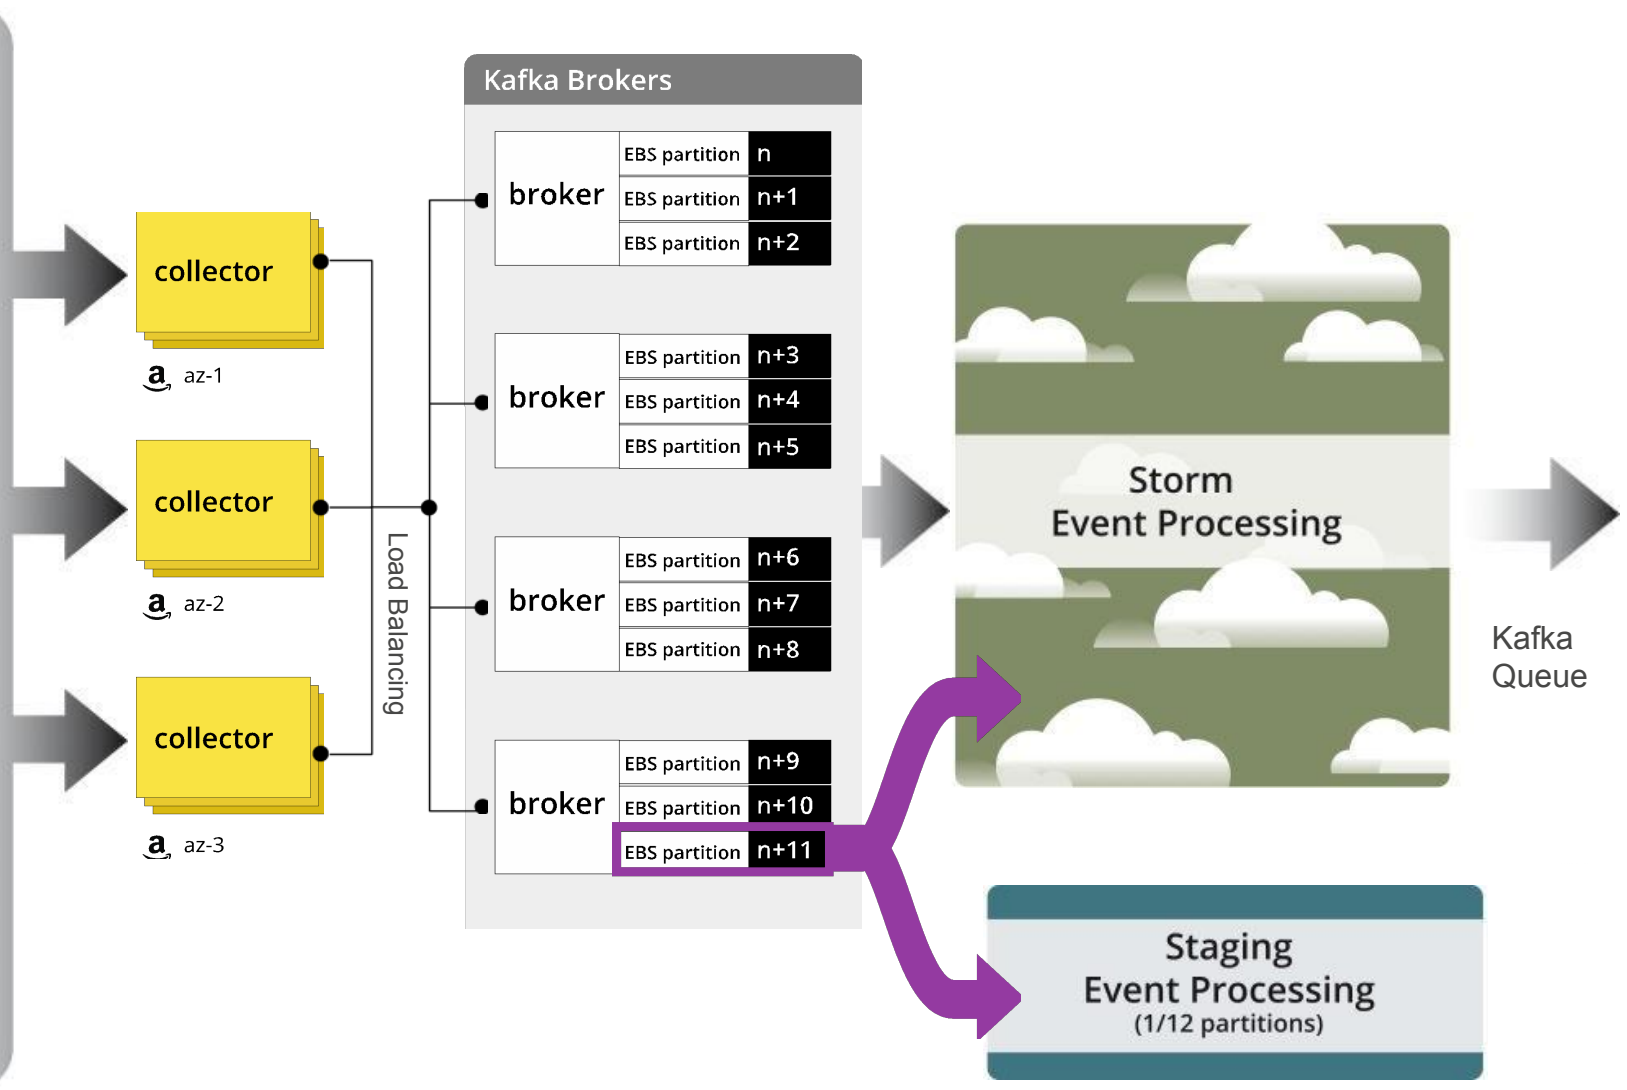 Kafka Brokers
broker
EBS partition n
EBS partition n+1
EBS partition n+2
broker
EBS partition n+3
EBS partition n+4
EBS partition n+5
broker
EBS partition n+6
EBS partition n+7
EBS partition n+8
broker
EBS partition n+9
EBS partition n+10
EBS partition n+11
collector
a az-1
collector
a az-2
collector
a az-3
Load Balancing
Storm
Event Processing
Kafka
Queue
Staging
Event Processing
(1/12 partitions)